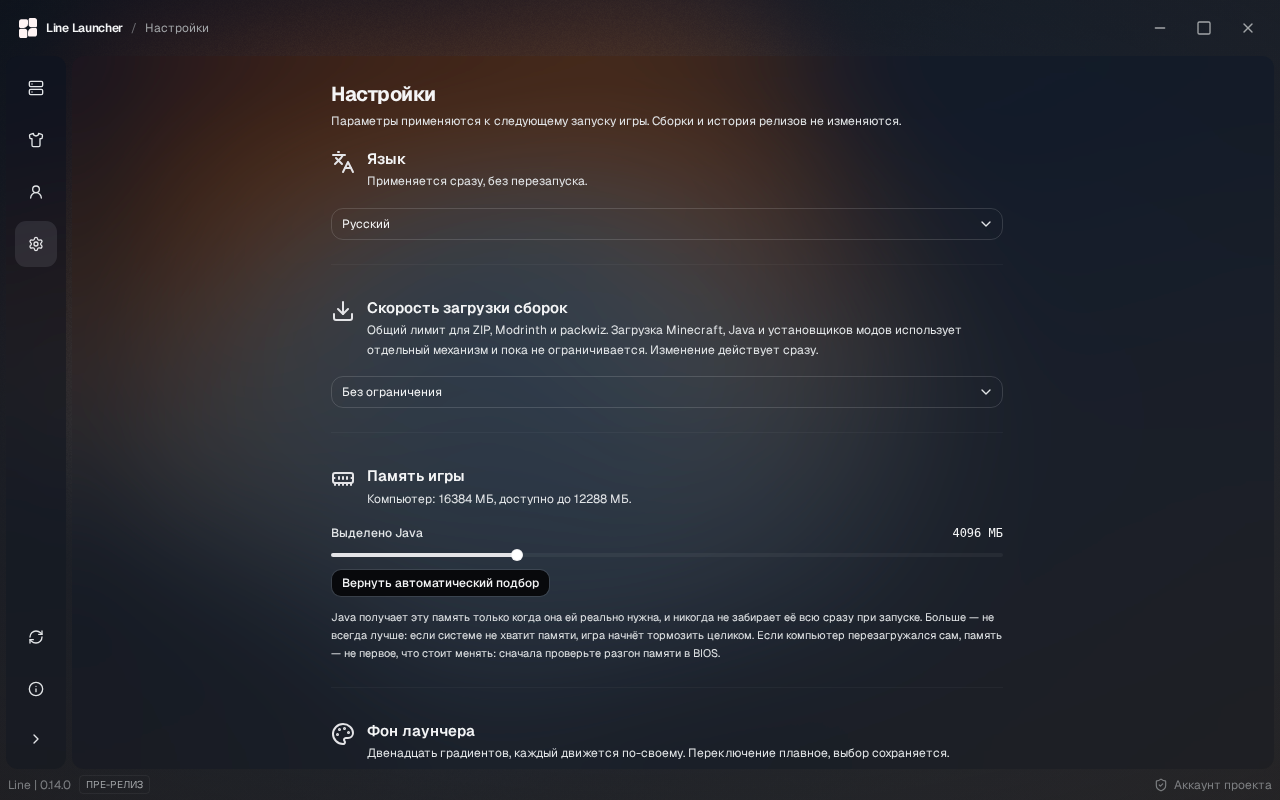 Line Launcher / Настройки
Настройки
Параметры применяются к следующему запуску игры. Сборки и история релизов не изменяются.
Язык
Применяется сразу, без перезапуска.
Русский
Скорость загрузки сборок
Общий лимит для ZIP, Modrinth и packwiz. Загрузка Minecraft, Java и установщиков модов использует
отдельный механизм и пока не ограничивается. Изменение действует сразу.
Без ограничения
Память игры
Компьютер: 16384 МБ, доступно до 12288 МБ.
Выделено Java 4096 МБ
Вернуть автоматический подбор
Java получает эту память только когда она ей реально нужна, и никогда не забирает её всю сразу при запуске. Больше — не
всегда лучше: если системе не хватит памяти, игра начнёт тормозить целиком. Если компьютер перезагружался сам, память
— не первое, что стоит менять: сначала проверьте разгон памяти в BIOS.
Фон лаунчера
Двенадцать градиентов, каждый движется по-своему. Переключение плавное, выбор сохраняется.
Line | 0.14.0 ПРЕ-РЕЛИЗ Аккаунт проекта